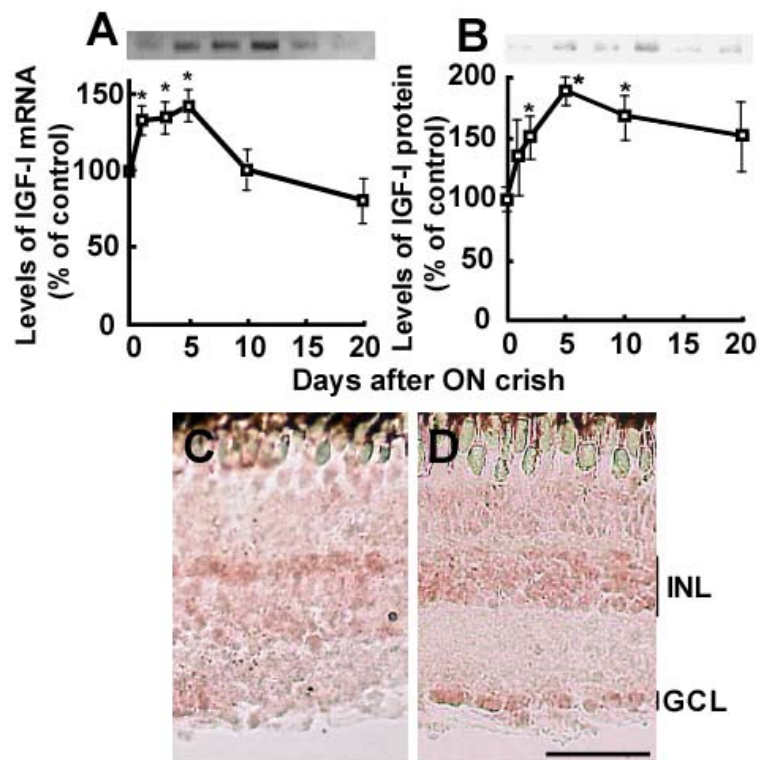 A
B
Levels of IGF-I mRNA
(% of control)
150
100
50
0
0 5 10 15 20
Levels of IGF-I protein
(% of control)
200
150
100
50
0
0 5 10 15 20
* * *
* * *
Days after ON crish
C
D
INL
GCL